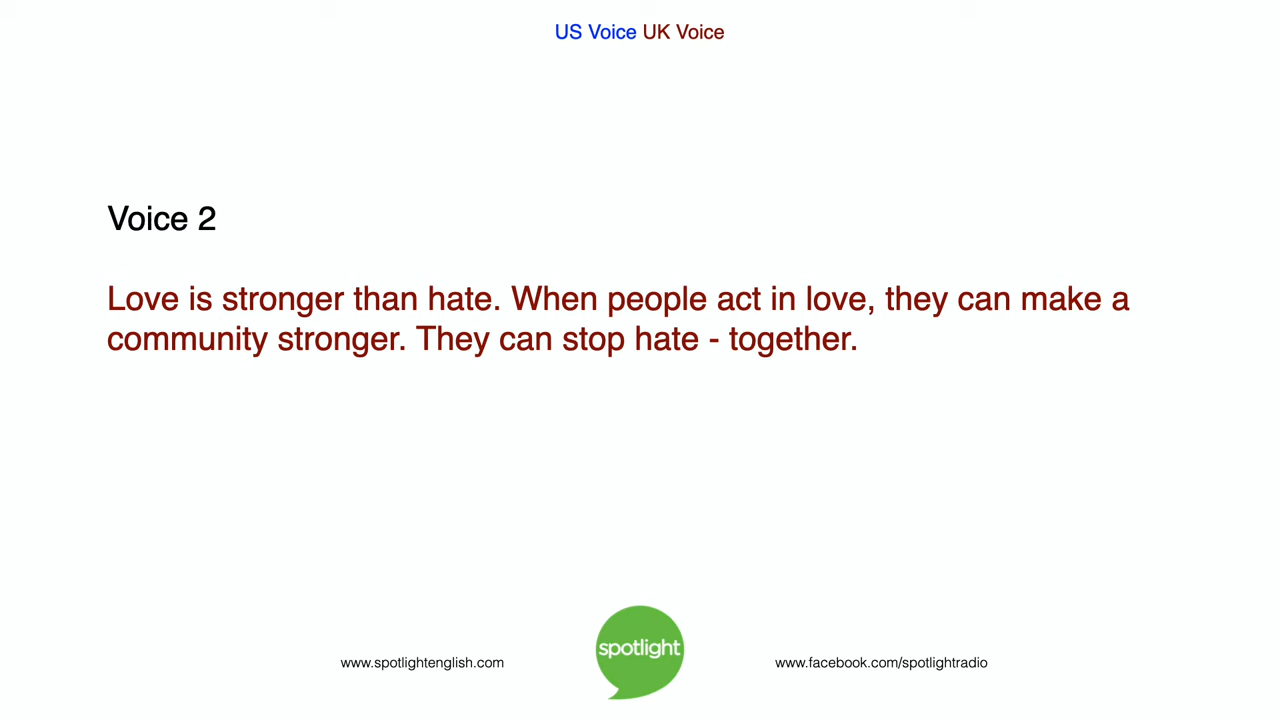 US Voice UK Voice
Voice 2
Love is stronger than hate. When people act in love, they can make a
community stronger. They can stop hate - together.
spotlight
www.spotlightenglish.com
www.facebook.com/spotlightradio